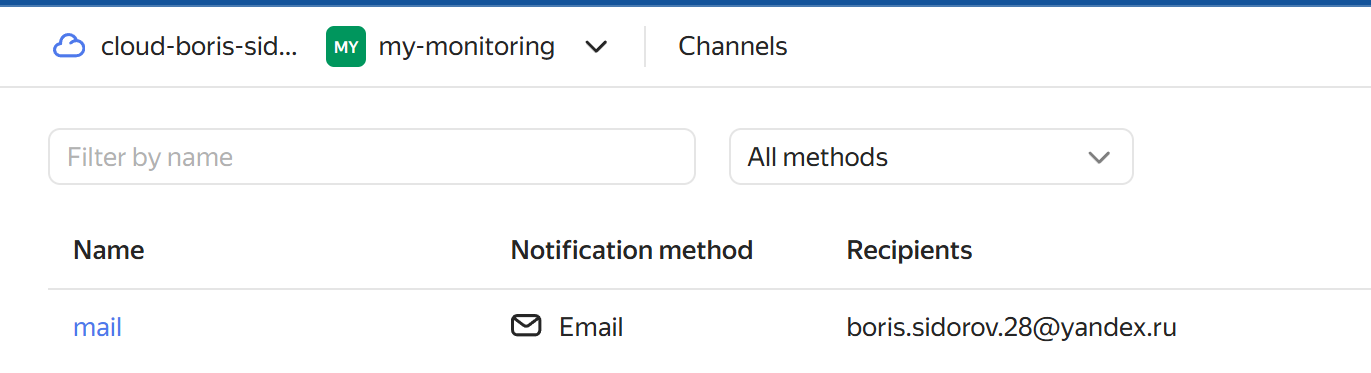 cloud-boris-sid... MY my-monitoring Channels
Filter by name All methods
Name Notification method Recipients
mail Email boris.sidorov.28@yandex.ru